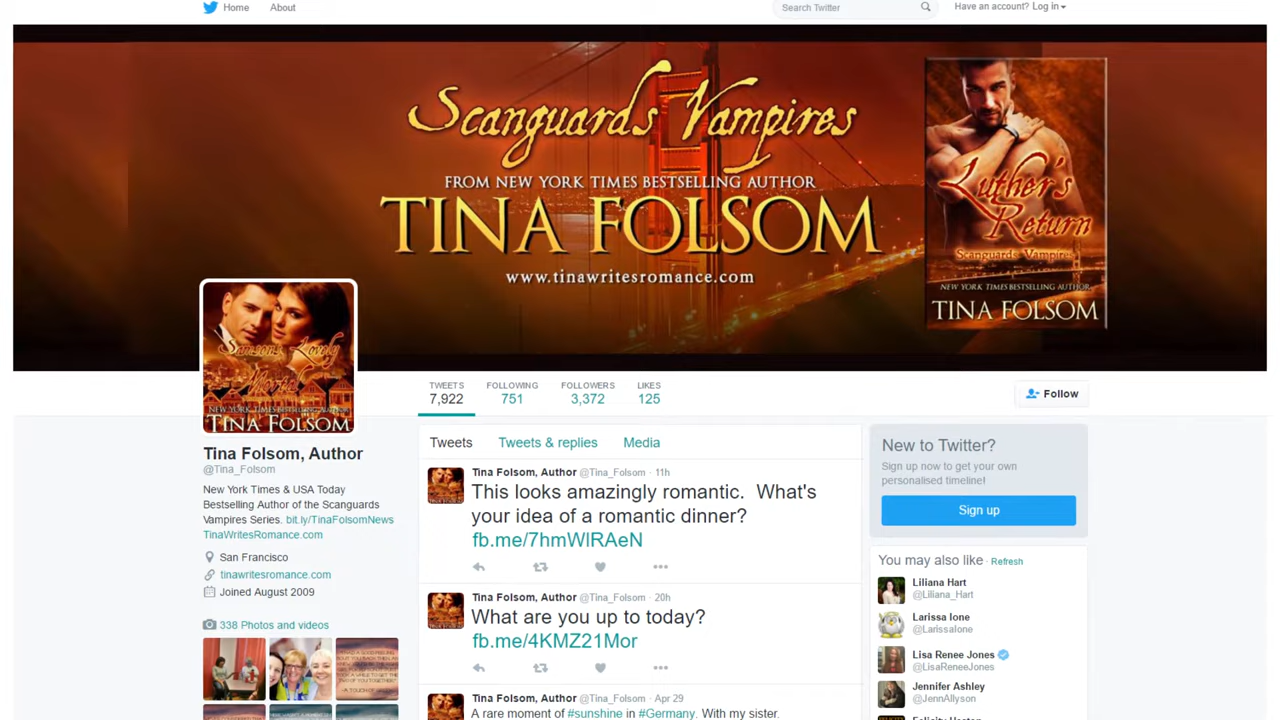 Home
About
Search Twitter
Have an account? Log in
Scanguards Vampires
FROM NEW YORK TIMES BESTSELLING AUTHOR
TINA FOLSOM
www.tinawritesromance.com
Luther's
Return
Scanguards Vampires
NEW YORK TIMES BESTSELLING AUTHOR
TINA FOLSOM
Samson's Lovely
Mortal
NEW YORK TIMES BESTSELLING AUTHOR
TINA FOLSOM
TWEETS
7,922
FOLLOWING
751
FOLLOWERS
3,372
LIKES
125
Follow
Tina Folsom, Author
@Tina_Folsom
New York Times & USA Today
Bestselling Author of the Scanguards
Vampires Series. bit.ly/TinaFolsomNews
TinaWritesRomance.com
San Francisco
tinawritesromance.com
Joined August 2009
338 Photos and videos
Tweets
Tweets & replies
Media
Tina Folsom, Author @Tina_Folsom · 11h
This looks amazingly romantic. What's
your idea of a romantic dinner?
fb.me/7hmWlRAeN
Tina Folsom, Author @Tina_Folsom · 20h
What are you up to today?
fb.me/4KMZ21Mor
Tina Folsom, Author @Tina_Folsom · Apr 29
A rare moment of #sunshine in #Germany. With my sister.
New to Twitter?
Sign up now to get your own
personalised timeline!
Sign up
You may also like · Refresh
Liliana Hart
@Liliana_Hart
Larissa Ione
@LarissaIone
Lisa Renee Jones
@LisaReneeJones
Jennifer Ashley
@JennAllyson